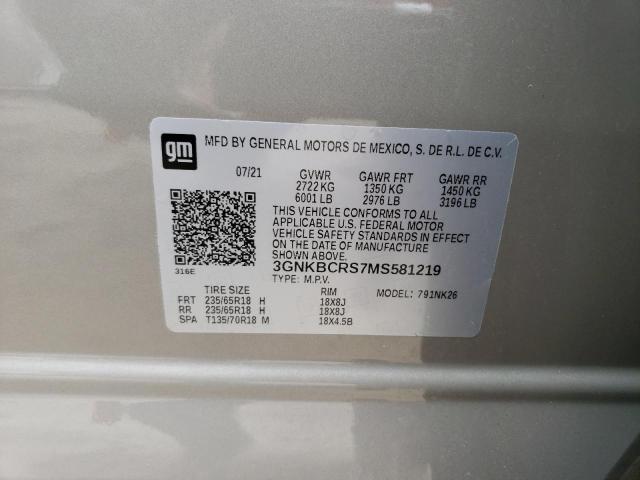 gm MFD BY GENERAL MOTORS DE MEXICO, S. DE R.L. DE C.V.
07/21 GVWR GAWR FRT GAWR RR
2722 KG 1350 KG 1450 KG
6001 LB 2976 LB 3196 LB
THIS VEHICLE CONFORMS TO ALL
APPLICABLE U.S. FEDERAL MOTOR
VEHICLE SAFETY STANDARDS IN EFFECT
ON THE DATE OF MANUFACTURE
SHOWN ABOVE.
316E 3GNKBCRS7MS581219
TYPE: M.P.V.
TIRE SIZE RIM MODEL: 791NK26
FRT 235/65R18 H 18X8J
RR 235/65R18 H 18X8J
SPA T135/70R18 M 18X4.5B